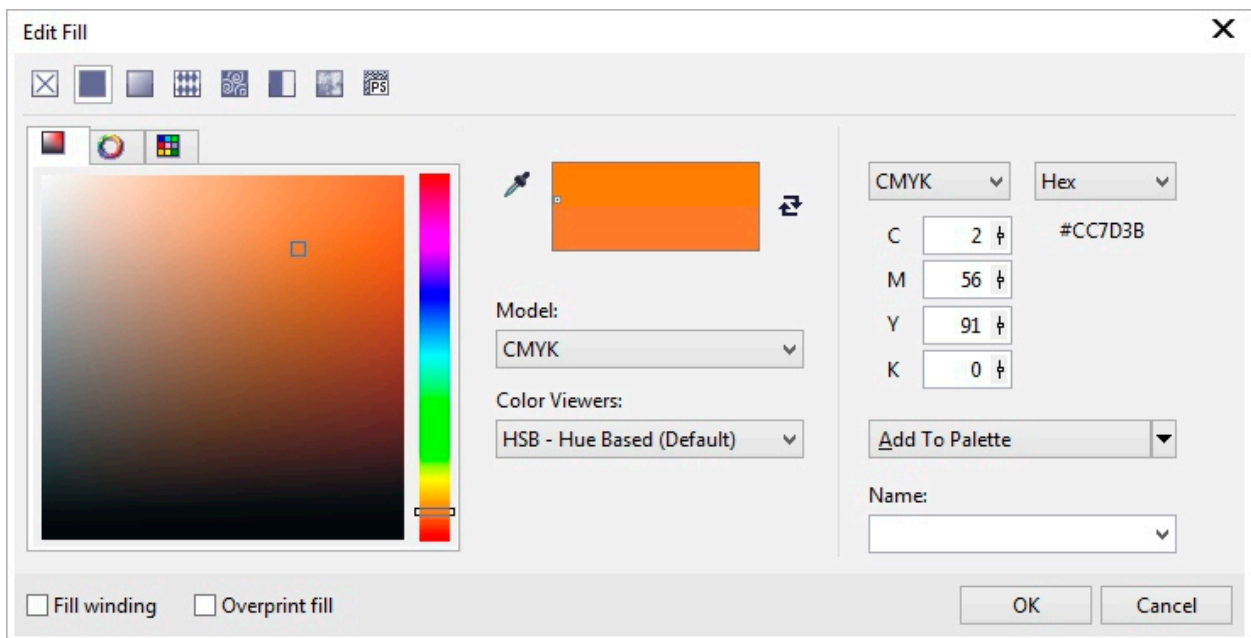 Edit Fill
PS
Model:
CMYK
Color Viewers:
HSB - Hue Based (Default)
CMYK
Hex
C 2
#CC7D3B
M 56
Y 91
K 0
Add To Palette
Name:
Fill winding
Overprint fill
OK
Cancel